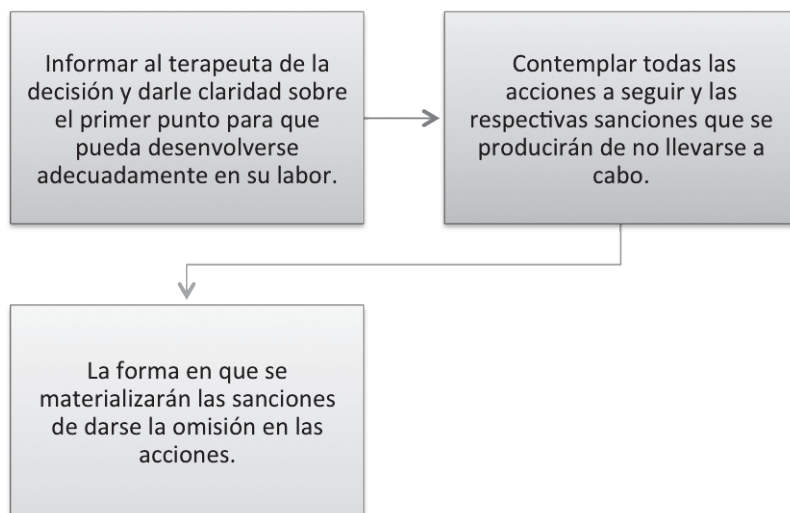 Informar al terapeuta de la
decisión y darle claridad sobre
el primer punto para que
pueda desenvolverse
adecuadamente en su labor.
Contemplar todas las
acciones a seguir y las
respectivas sanciones que se
producirán de no llevarse a
cabo.
La forma en que se
materializarán las sanciones
de darse la omisión en las
acciones.